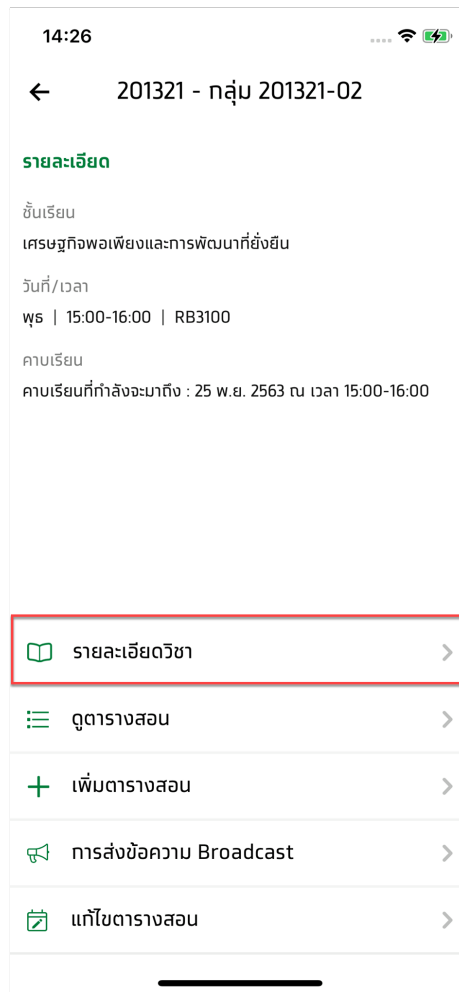 14:26
201321 - กลุ่ม 201321-02
รายละเอียด
ชั้นเรียน
เศรษฐกิจพอเพียงและการพัฒนาที่ยั่งยืน
วันที่/เวลา
พุธ | 15:00-16:00 | RB3100
คาบเรียน
คาบเรียนที่กำลังจะมาถึง : 25 พ.ย. 2563 ณ เวลา 15:00-16:00
รายละเอียดวิชา
ดูตารางสอน
เพิ่มตารางสอน
การส่งข้อความ Broadcast
แก้ไขตารางสอน